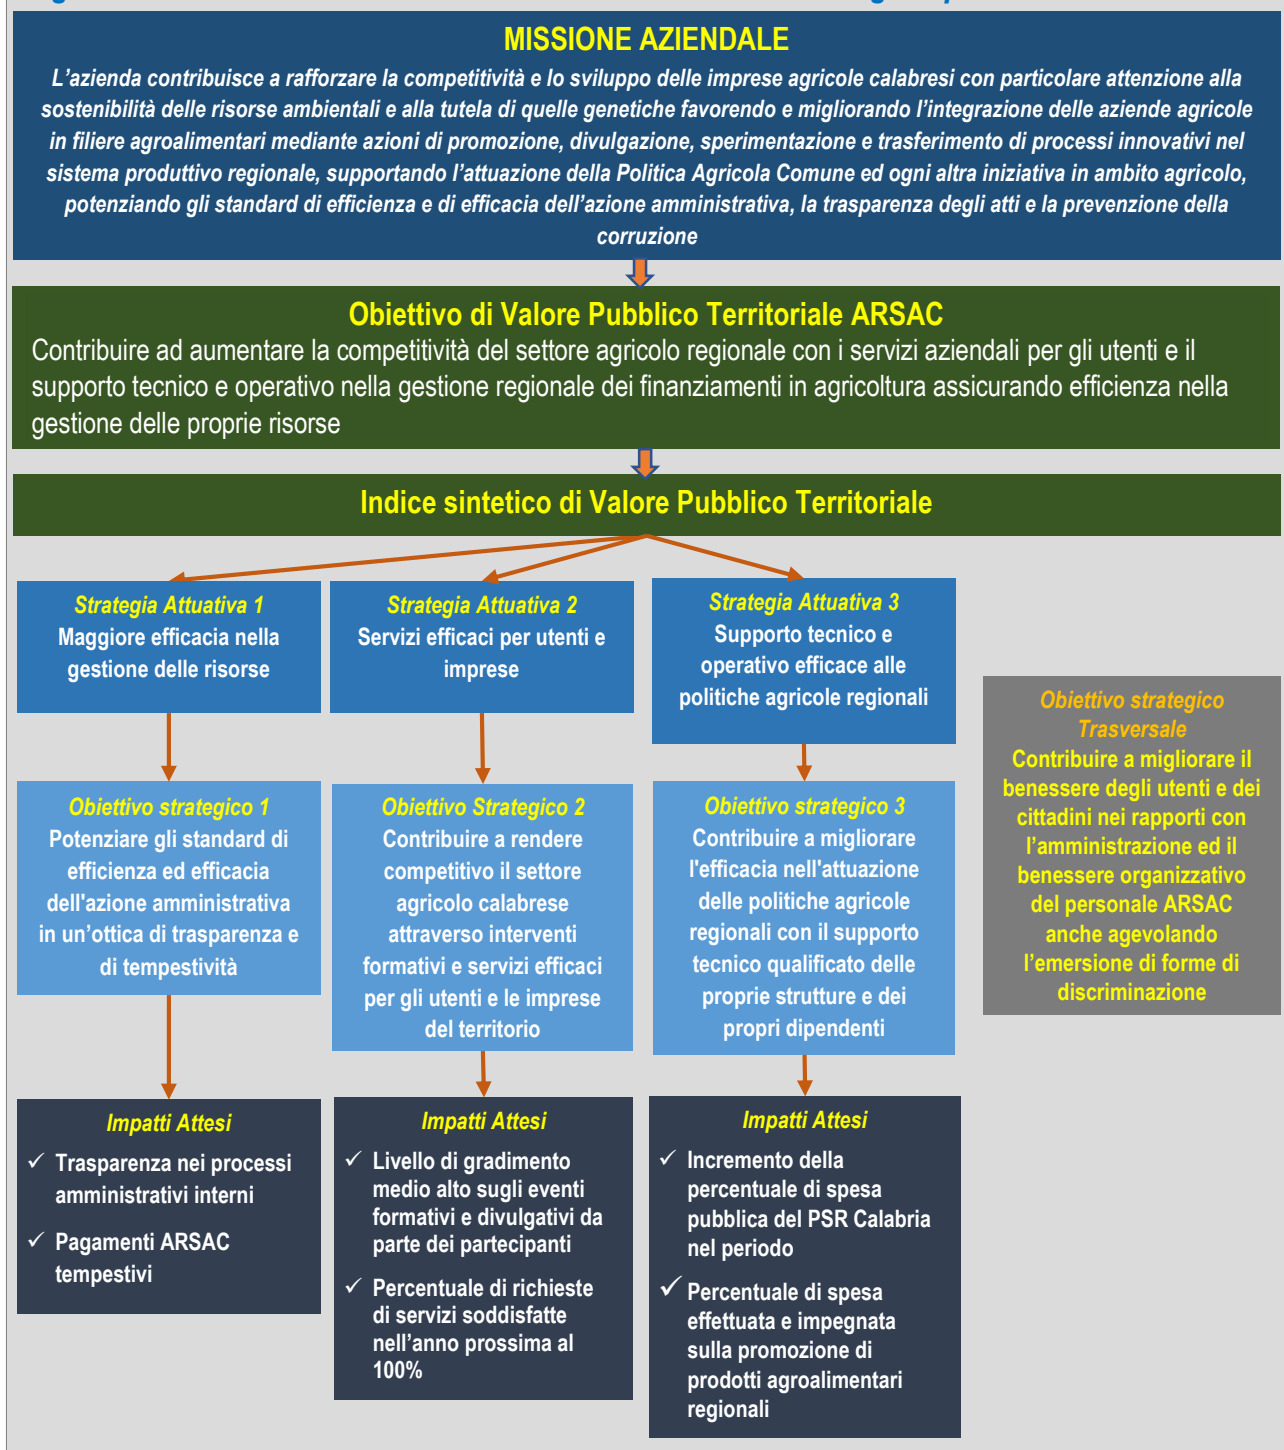 MISSIONE AZIENDALE
L'azienda contribuisce a rafforzare la competitività e lo sviluppo delle imprese agricole calabresi con particolare attenzione alla
sostenibilità delle risorse ambientali e alla tutela di quelle genetiche favorendo e migliorando l'integrazione delle aziende agricole
in filiere agroalimentari mediante azioni di promozione, divulgazione, sperimentazione e trasferimento di processi innovativi nel
sistema produttivo regionale, supportando l'attuazione della Politica Agricola Comune ed ogni altra iniziativa in ambito agricolo,
potenziando gli standard di efficienza e di efficacia dell'azione amministrativa, la trasparenza degli atti e la prevenzione della
corruzione
Obiettivo di Valore Pubblico Territoriale ARSAC
Contribuire ad aumentare la competitività del settore agricolo regionale con i servizi aziendali per gli utenti e il
supporto tecnico e operativo nella gestione regionale dei finanziamenti in agricoltura assicurando efficienza nella
gestione delle proprie risorse
Indice sintetico di Valore Pubblico Territoriale
Strategia Attuativa 1
Maggiore efficacia nella
gestione delle risorse
Strategia Attuativa 2
Servizi efficaci per utenti e
imprese
Strategia Attuativa 3
Supporto tecnico e
operativo efficace alle
politiche agricole regionali
Obiettivo strategico
Trasversale
Contribuire a migliorare il
benessere degli utenti e dei
cittadini nei rapporti con
l'amministrazione ed il
benessere organizzativo
del personale ARSAC
anche agevolando
l'emersione di forme di
discriminazione
Obiettivo strategico 1
Potenziare gli standard di
efficienza ed efficacia
dell'azione amministrativa
in un'ottica di trasparenza e
di tempestività
Obiettivo Strategico 2
Contribuire a rendere
competitivo il settore
agricolo calabrese
attraverso interventi
formativi e servizi efficaci
per gli utenti e le imprese
del territorio
Obiettivo strategico 3
Contribuire a migliorare
l'efficacia nell'attuazione
delle politiche agricole
regionali con il supporto
tecnico qualificato delle
proprie strutture e dei
propri dipendenti
Impatti Attesi
✓ Trasparenza nei processi
amministrativi interni
✓ Pagamenti ARSAC
tempestivi
Impatti Attesi
✓ Livello di gradimento
medio alto sugli eventi
formativi e divulgativi da
parte dei partecipanti
✓ Percentuale di richieste
di servizi soddisfatte
nell'anno prossima al
100%
Impatti Attesi
✓ Incremento della
percentuale di spesa
pubblica del PSR Calabria
nel periodo
✓ Percentuale di spesa
effettuata e impegnata
sulla promozione di
prodotti agroalimentari
regionali